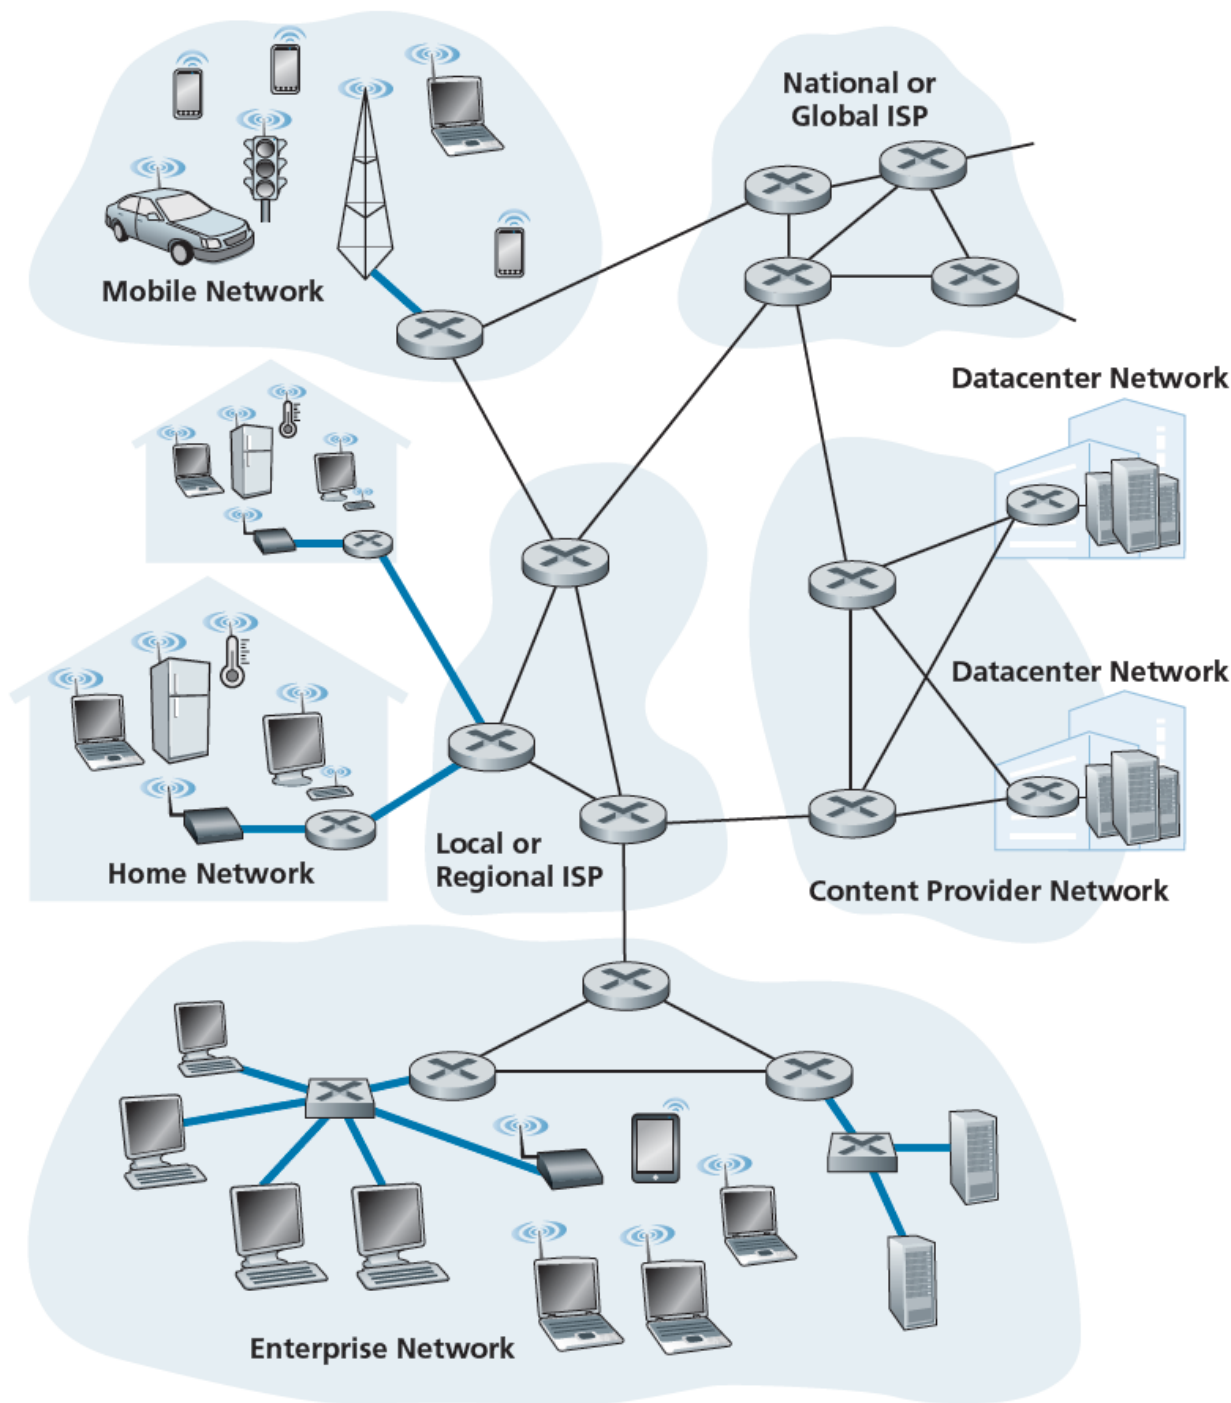 National or
Global ISP
Mobile Network
Datacenter Network
Datacenter Network
Local or
Regional ISP
Home Network
Content Provider Network
Enterprise Network